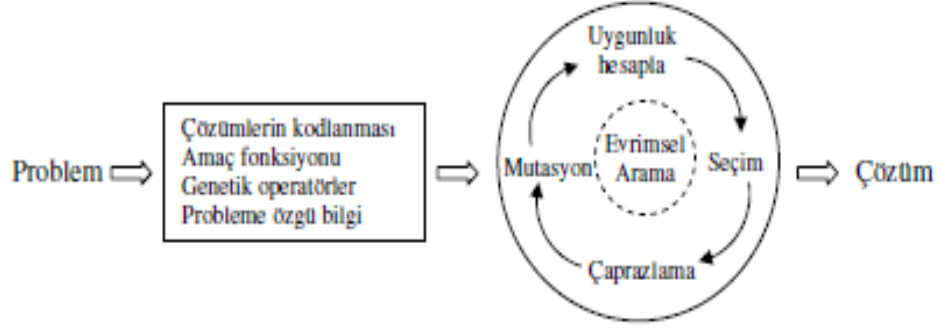 Problem
Çözümlerin kodlanması
Amaç fonksiyonu
Genetik operatörler
Probleme özgü bilgi
Uygunluk
hesapla
Seçim
Çaprazlama
Mutasyon
Evrimsel
Arama
Çözüm